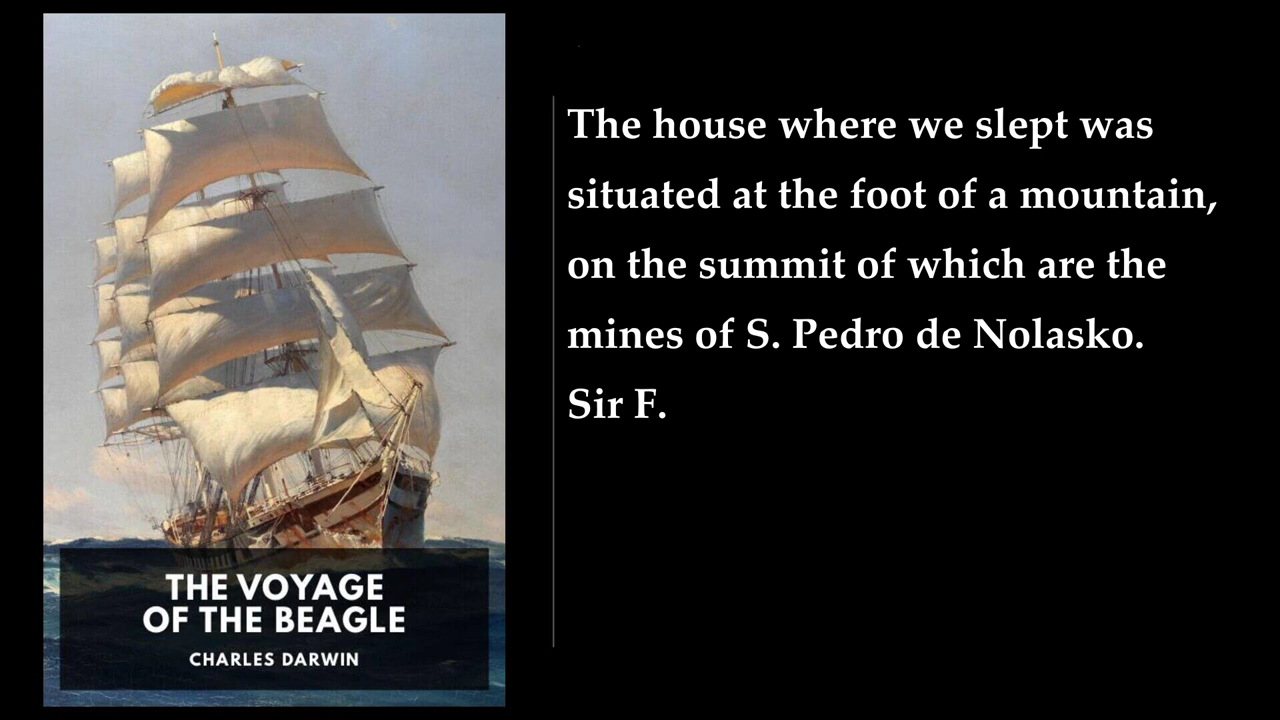 THE VOYAGE
OF THE BEAGLE
CHARLES DARWIN
The house where we slept was
situated at the foot of a mountain,
on the summit of which are the
mines of S. Pedro de Nolasko.
Sir F.